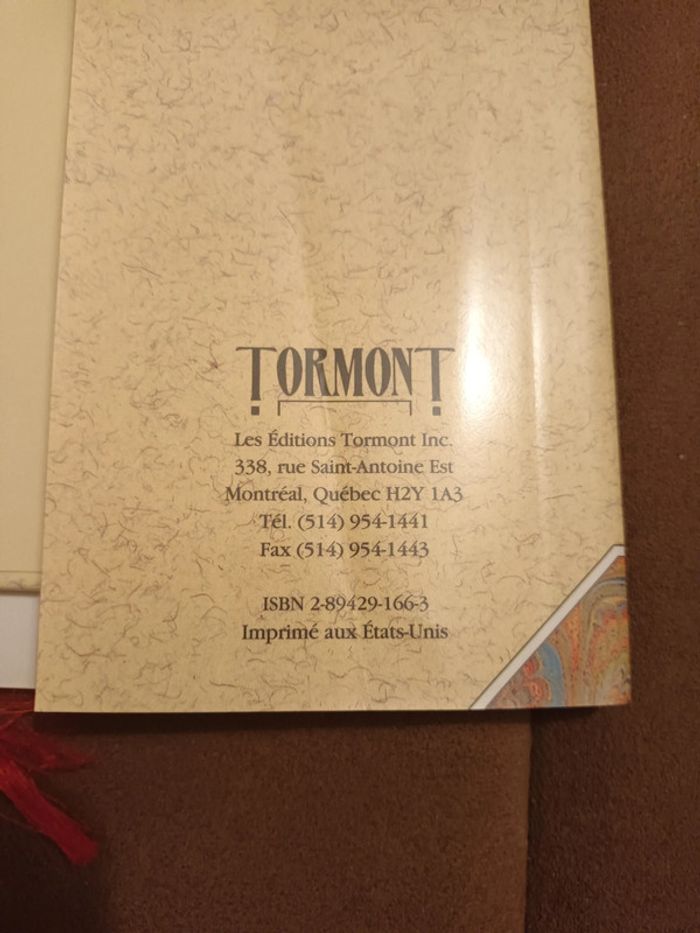 TORMONT
Les Éditions Tormont Inc.
338, rue Saint-Antoine Est
Montréal, Québec H2Y 1A3
Tél. (514) 954-1441
Fax (514) 954-1443
ISBN 2-89429-166-3
Imprimé aux États-Unis